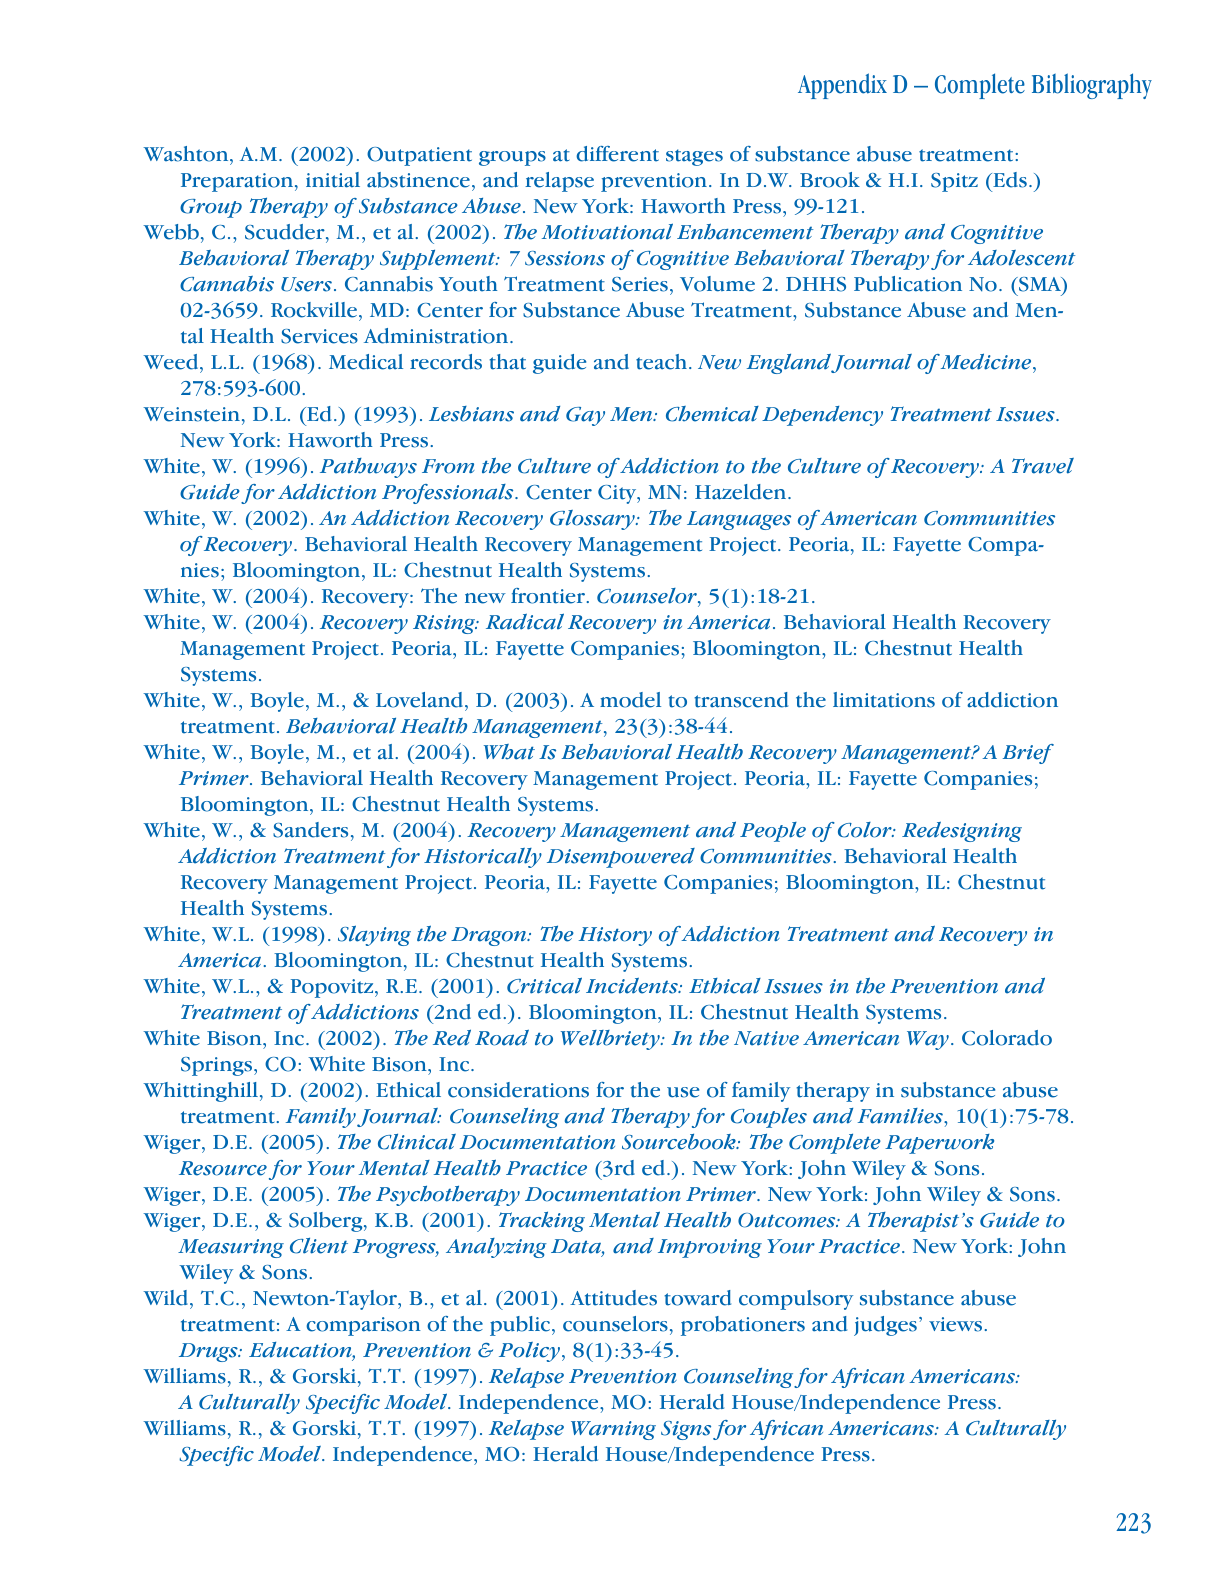 Appendix D – Complete Bibliography
Washton, A.M. (2002). Outpatient groups at different stages of substance abuse treatment:
Preparation, initial abstinence, and relapse prevention. In D.W. Brook & H.I. Spitz (Eds.)
Group Therapy of Substance Abuse. New York: Haworth Press, 99-121.
Webb, C., Scudder, M., et al. (2002). The Motivational Enhancement Therapy and Cognitive
Behavioral Therapy Supplement: 7 Sessions of Cognitive Behavioral Therapy for Adolescent
Cannabis Users. Cannabis Youth Treatment Series, Volume 2. DHHS Publication No. (SMA)
02-3659. Rockville, MD: Center for Substance Abuse Treatment, Substance Abuse and Men-
tal Health Services Administration.
Weed, L.L. (1968). Medical records that guide and teach. New England Journal of Medicine,
278:593-600.
Weinstein, D.L. (Ed.) (1993). Lesbians and Gay Men: Chemical Dependency Treatment Issues.
New York: Haworth Press.
White, W. (1996). Pathways From the Culture of Addiction to the Culture of Recovery: A Travel
Guide for Addiction Professionals. Center City, MN: Hazelden.
White, W. (2002). An Addiction Recovery Glossary: The Languages of American Communities
of Recovery. Behavioral Health Recovery Management Project. Peoria, IL: Fayette Compa-
nies; Bloomington, IL: Chestnut Health Systems.
White, W. (2004). Recovery: The new frontier. Counselor, 5(1):18-21.
White, W. (2004). Recovery Rising: Radical Recovery in America. Behavioral Health Recovery
Management Project. Peoria, IL: Fayette Companies; Bloomington, IL: Chestnut Health
Systems.
White, W., Boyle, M., & Loveland, D. (2003). A model to transcend the limitations of addiction
treatment. Behavioral Health Management, 23(3):38-44.
White, W., Boyle, M., et al. (2004). What Is Behavioral Health Recovery Management? A Brief
Primer. Behavioral Health Recovery Management Project. Peoria, IL: Fayette Companies;
Bloomington, IL: Chestnut Health Systems.
White, W., & Sanders, M. (2004). Recovery Management and People of Color: Redesigning
Addiction Treatment for Historically Disempowered Communities. Behavioral Health
Recovery Management Project. Peoria, IL: Fayette Companies; Bloomington, IL: Chestnut
Health Systems.
White, W.L. (1998). Slaying the Dragon: The History of Addiction Treatment and Recovery in
America. Bloomington, IL: Chestnut Health Systems.
White, W.L., & Popovitz, R.E. (2001). Critical Incidents: Ethical Issues in the Prevention and
Treatment of Addictions (2nd ed.). Bloomington, IL: Chestnut Health Systems.
White Bison, Inc. (2002). The Red Road to Wellbriety: In the Native American Way. Colorado
Springs, CO: White Bison, Inc.
Whittinghill, D. (2002). Ethical considerations for the use of family therapy in substance abuse
treatment. Family Journal: Counseling and Therapy for Couples and Families, 10(1):75-78.
Wiger, D.E. (2005). The Clinical Documentation Sourcebook: The Complete Paperwork
Resource for Your Mental Health Practice (3rd ed.). New York: John Wiley & Sons.
Wiger, D.E. (2005). The Psychotherapy Documentation Primer. New York: John Wiley & Sons.
Wiger, D.E., & Solberg, K.B. (2001). Tracking Mental Health Outcomes: A Therapist's Guide to
Measuring Client Progress, Analyzing Data, and Improving Your Practice. New York: John
Wiley & Sons.
Wild, T.C., Newton-Taylor, B., et al. (2001). Attitudes toward compulsory substance abuse
treatment: A comparison of the public, counselors, probationers and judges' views.
Drugs: Education, Prevention & Policy, 8(1):33-45.
Williams, R., & Gorski, T.T. (1997). Relapse Prevention Counseling for African Americans:
A Culturally Specific Model. Independence, MO: Herald House/Independence Press.
Williams, R., & Gorski, T.T. (1997). Relapse Warning Signs for African Americans: A Culturally
Specific Model. Independence, MO: Herald House/Independence Press.
223